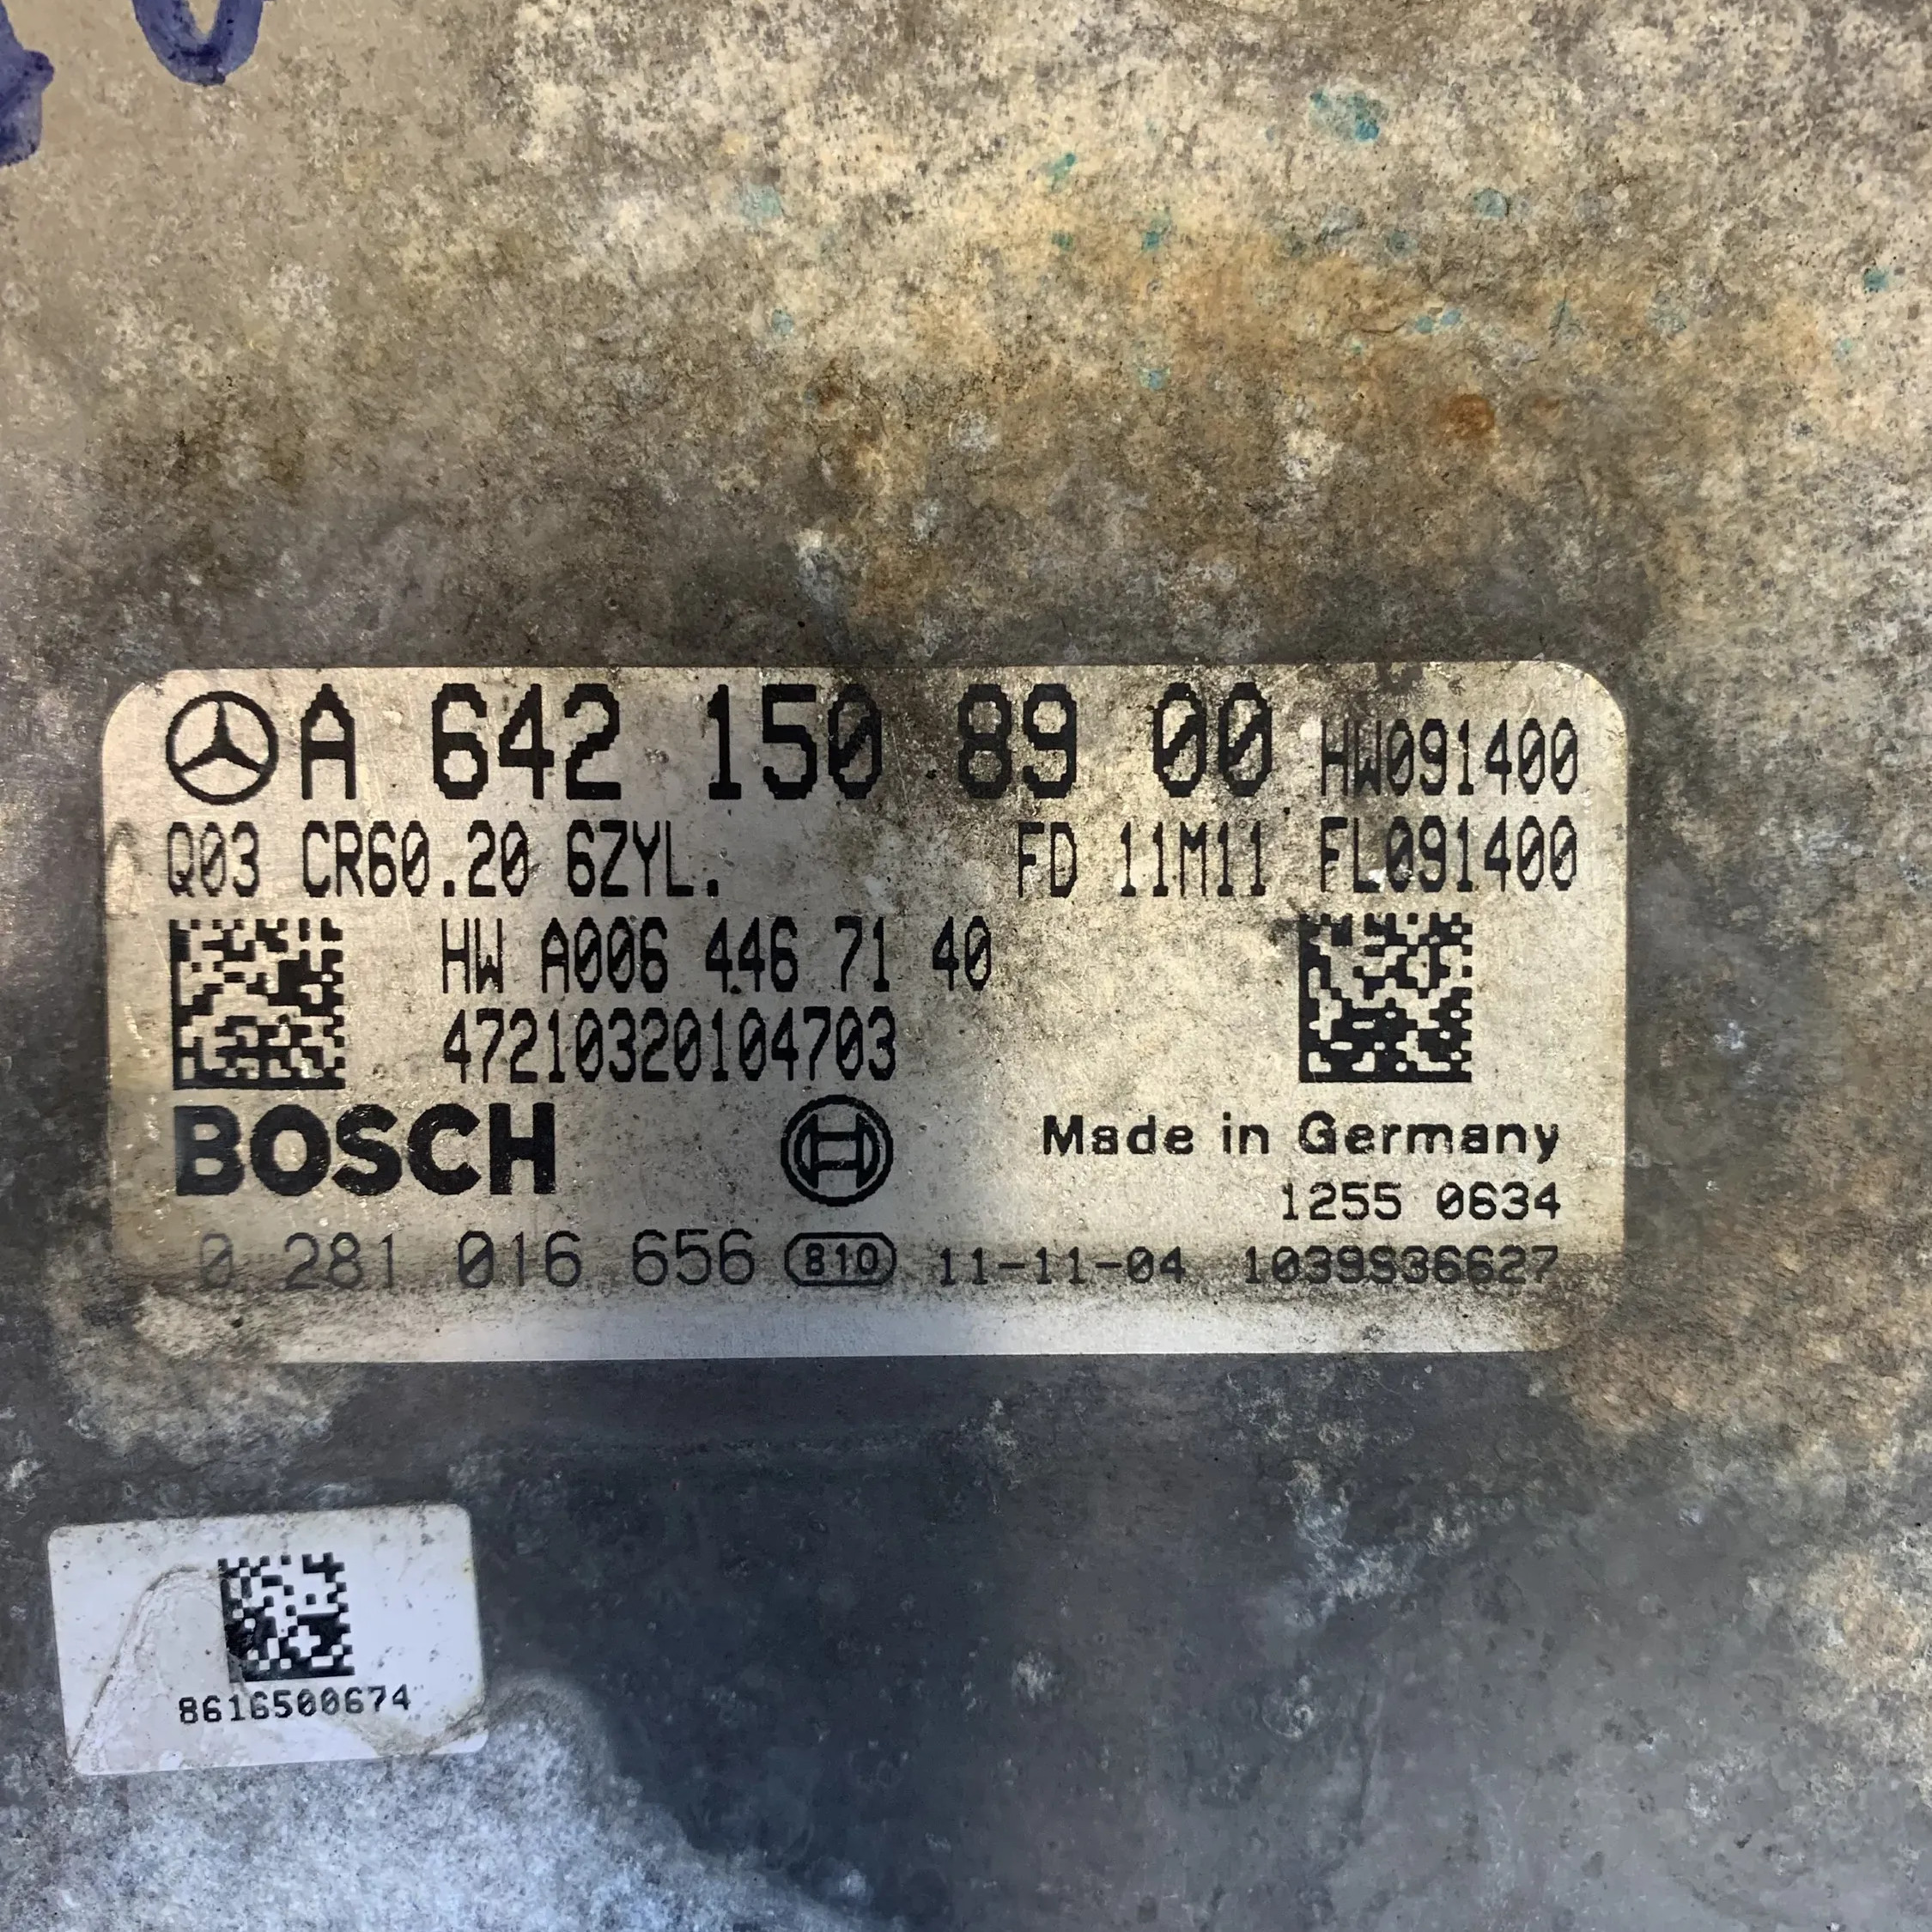 A 642 150 89 00 HW091400
Q03 CR60.20 6ZYL. FD 11M11 FL091400
HW A006 446 71 40
47210320104703
BOSCH Made in Germany
1255 0634
0 281 016 656 810 11-11-04 1039S36627
8616500674